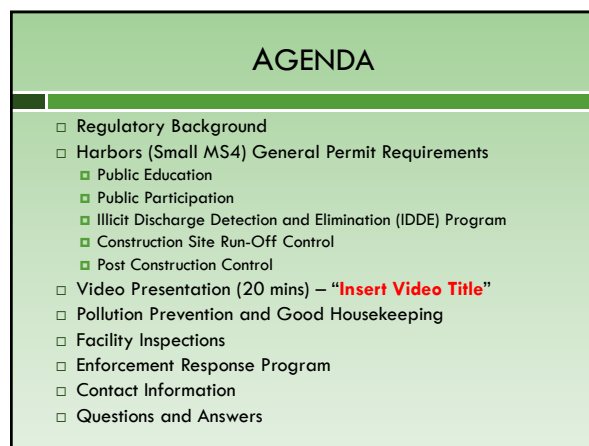 AGENDA
Regulatory Background
Harbors (Small MS4) General Permit Requirements
Public Education
Public Participation
Illicit Discharge Detection and Elimination (IDDE) Program
Construction Site Run-Off Control
Post Construction Control
Video Presentation (20 mins) – “Insert Video Title”
Pollution Prevention and Good Housekeeping
Facility Inspections
Enforcement Response Program
Contact Information
Questions and Answers